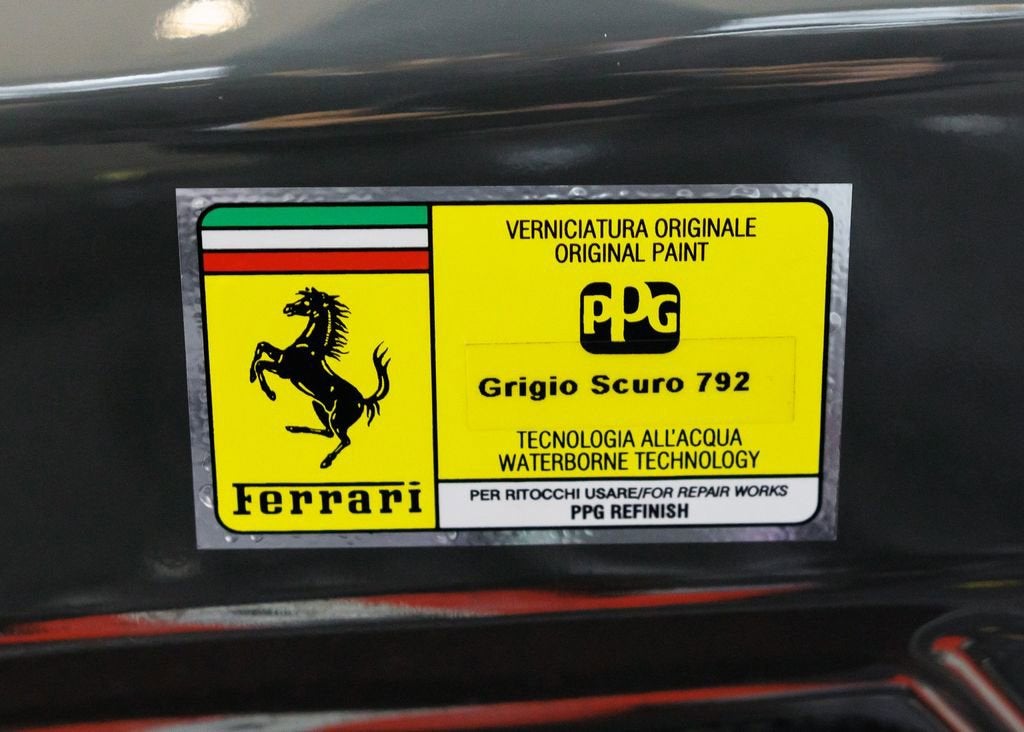 Ferrari
VERNICIATURA ORIGINALE
ORIGINAL PAINT
PPG
Grigio Scuro 792
TECNOLOGIA ALL'ACQUA
WATERBORNE TECHNOLOGY
PER RITOCCHI USARE/FOR REPAIR WORKS
PPG REFINISH